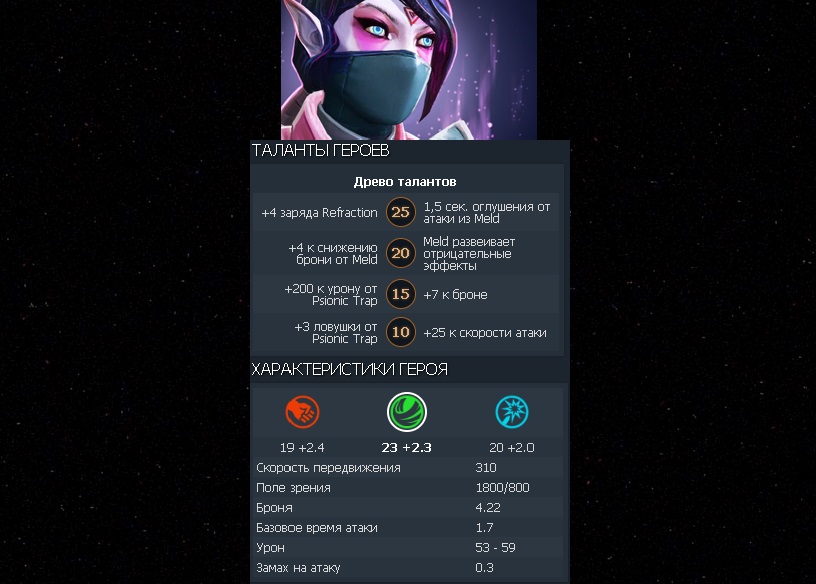 ТАЛАНТЫ ГЕРОЕВ
Древо талантов
+4 заряда Refraction
25
1,5 сек. оглушения от
атаки из Meld
+4 к снижению
брони от Meld
20
Meld развеивает
отрицательные
эффекты
+200 к урону от
Psionic Trap
15
+7 к броне
+3 ловушки от
Psionic Trap
10
+25 к скорости атаки
ХАРАКТЕРИСТИКИ ГЕРОЯ
19 +2.4
23 +2.3
20 +2.0
Скорость передвижения 310
Поле зрения 1800/800
Броня 4.22
Базовое время атаки 1.7
Урон 53 - 59
Замах на атаку 0.3